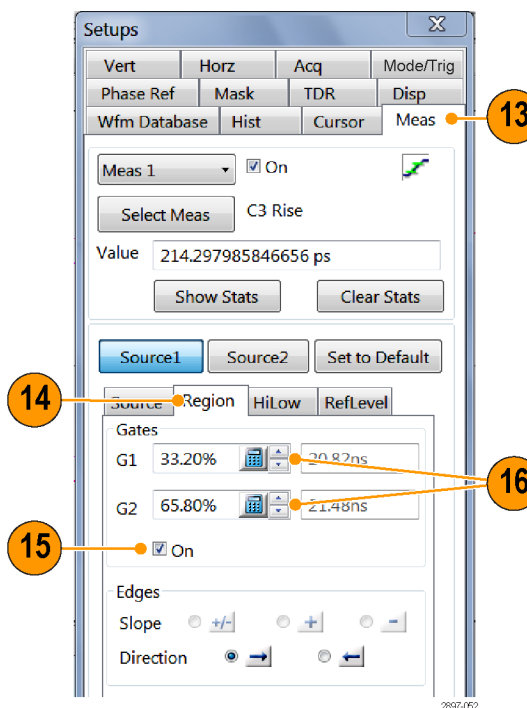 Setups
Vert Horz Acq Mode/Trig
Phase Ref Mask TDR Disp
Wfm Database Hist Cursor Meas
13
Meas 1 On
Select Meas C3 Rise
Value 214.297985846656 ps
Show Stats Clear Stats
Source1 Source2 Set to Default
14
Source Region HiLow RefLevel
Gates
G1 33.20% 20.82ns
16
G2 65.80% 21.48ns
15
On
Edges
Slope +/- + -
Direction
2897-052